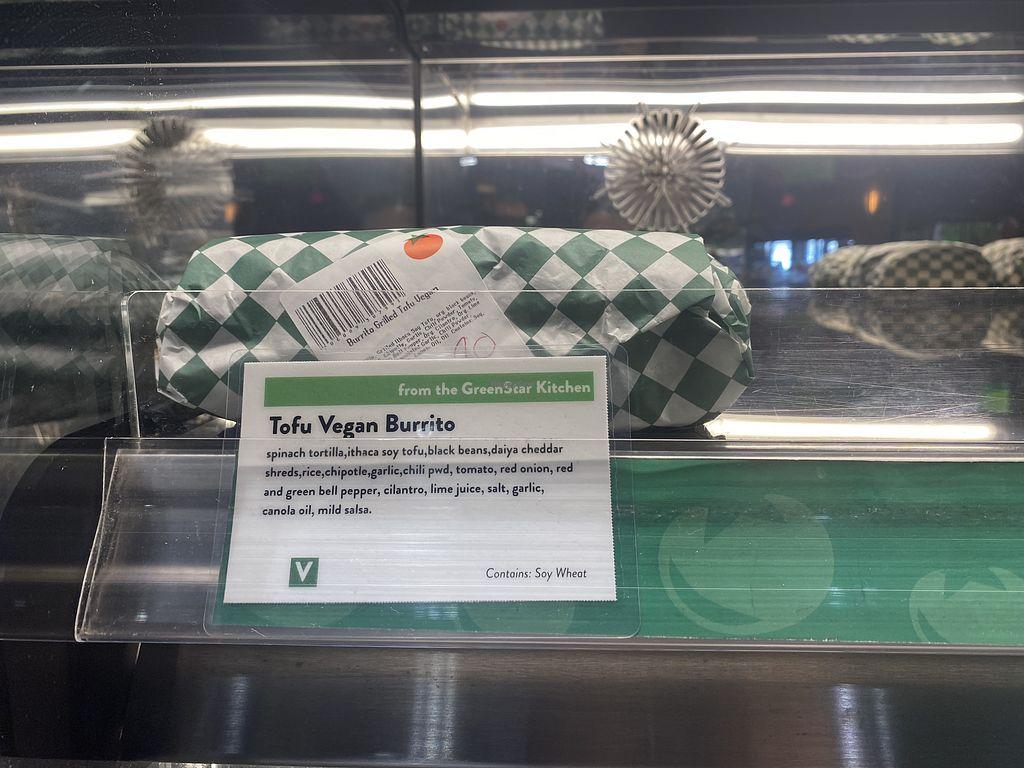 Burrito Grilled Tofu Vegan
from the GreenStar Kitchen
Tofu Vegan Burrito
spinach tortilla,ithaca soy tofu,black beans,daiya cheddar
shreds,rice,chipotle,garlic,chili pwd, tomato, red onion, red
and green bell pepper, cilantro, lime juice, salt, garlic,
canola oil, mild salsa.
V
Contains: Soy Wheat